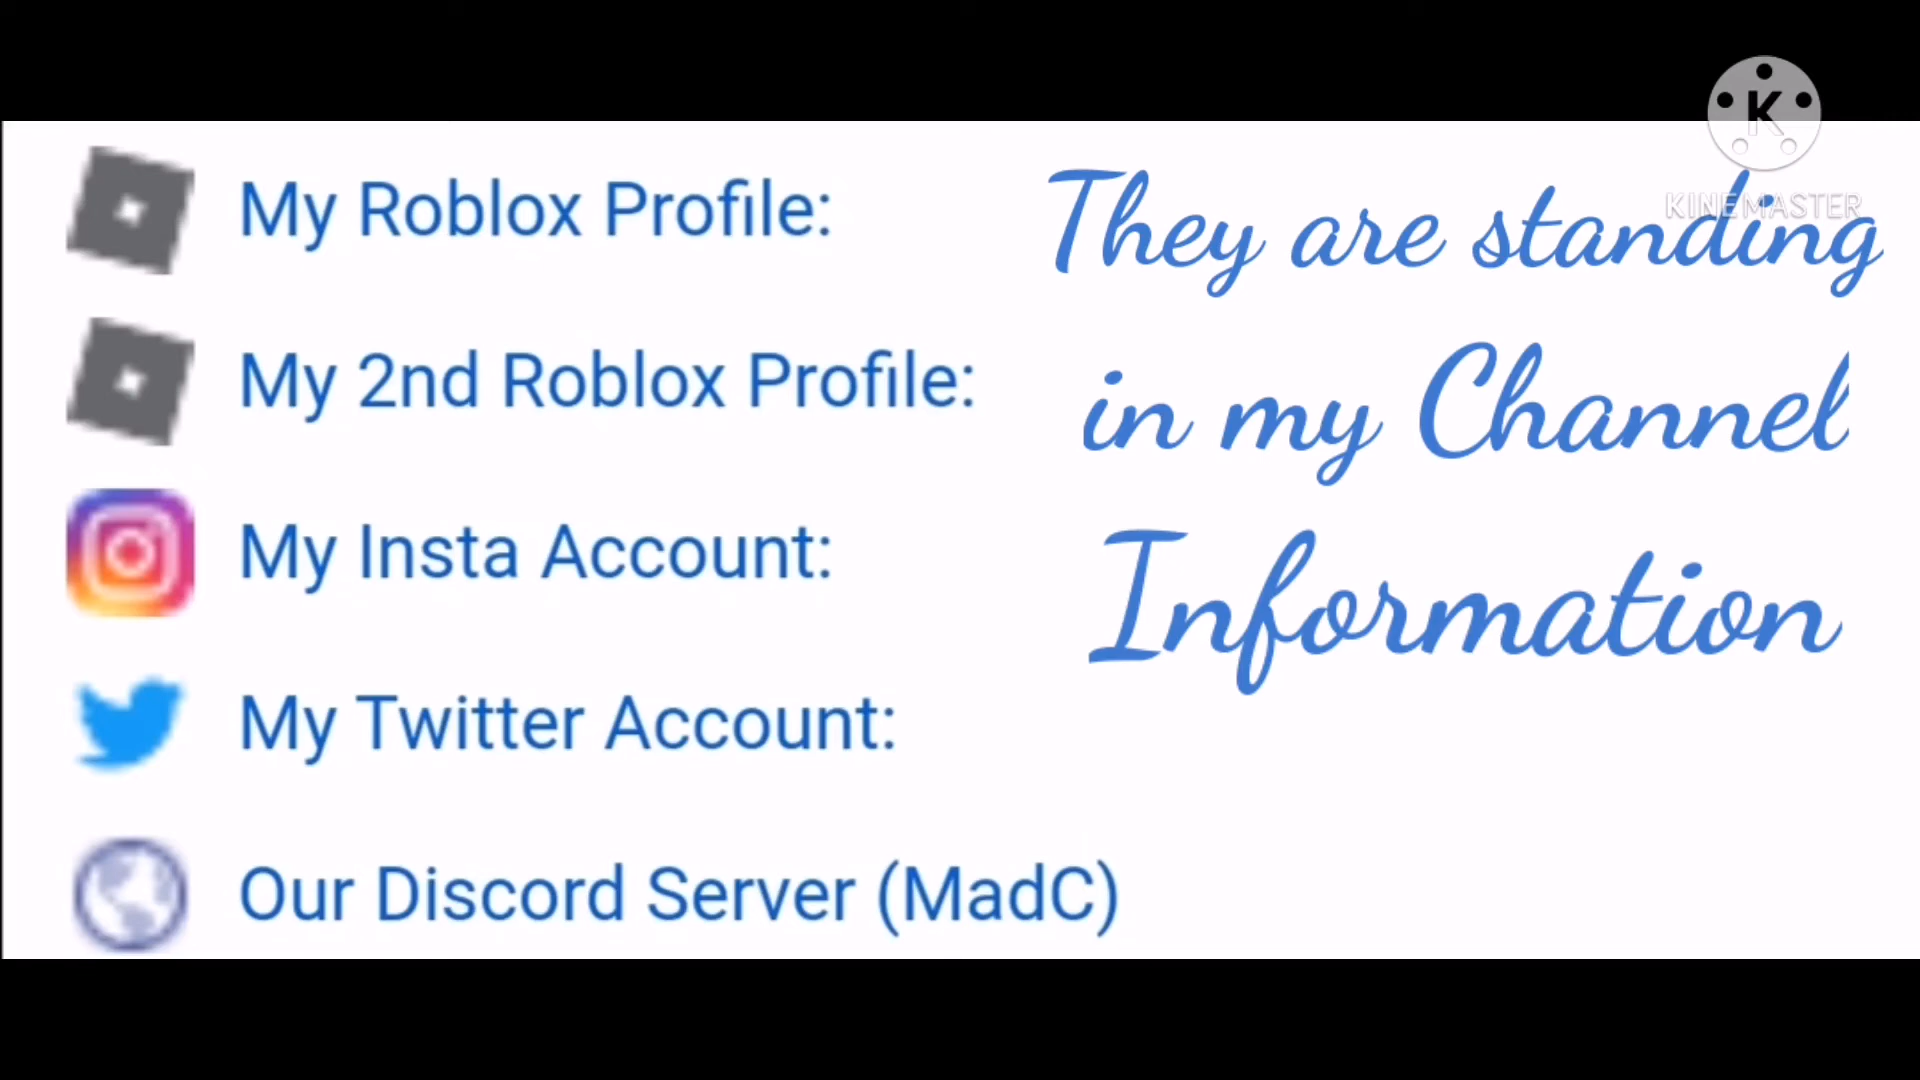 My Roblox Profile:
My 2nd Roblox Profile:
My Insta Account:
My Twitter Account:
Our Discord Server (MadC)
They are standing
in my Channel
Information
K
KINEMASTER